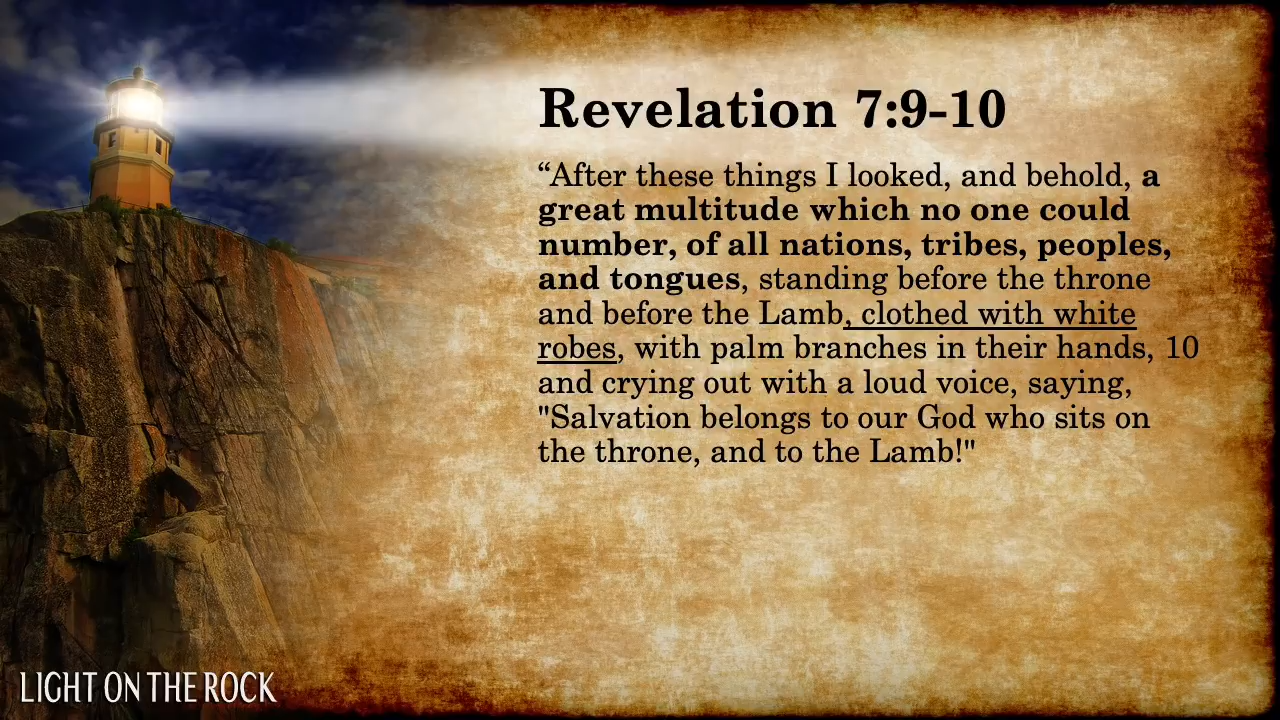 Revelation 7:9-10
“After these things I looked, and behold, a
great multitude which no one could
number, of all nations, tribes, peoples,
and tongues, standing before the throne
and before the Lamb, clothed with white
robes, with palm branches in their hands, 10
and crying out with a loud voice, saying,
"Salvation belongs to our God who sits on
the throne, and to the Lamb!"
LIGHT ON THE ROCK